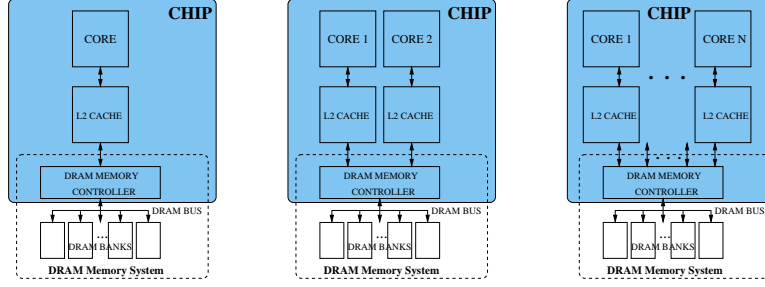 CHIP
CORE
L2 CACHE
DRAM MEMORY
CONTROLLER
DRAM BUS
...
DRAM BANKS
DRAM Memory System
CHIP
CORE 1 CORE 2
L2 CACHE L2 CACHE
DRAM MEMORY
CONTROLLER
DRAM BUS
...
DRAM BANKS
DRAM Memory System
CHIP
CORE 1 . . . CORE N
L2 CACHE L2 CACHE
. . .
DRAM MEMORY
CONTROLLER
DRAM BUS
...
DRAM BANKS
DRAM Memory System